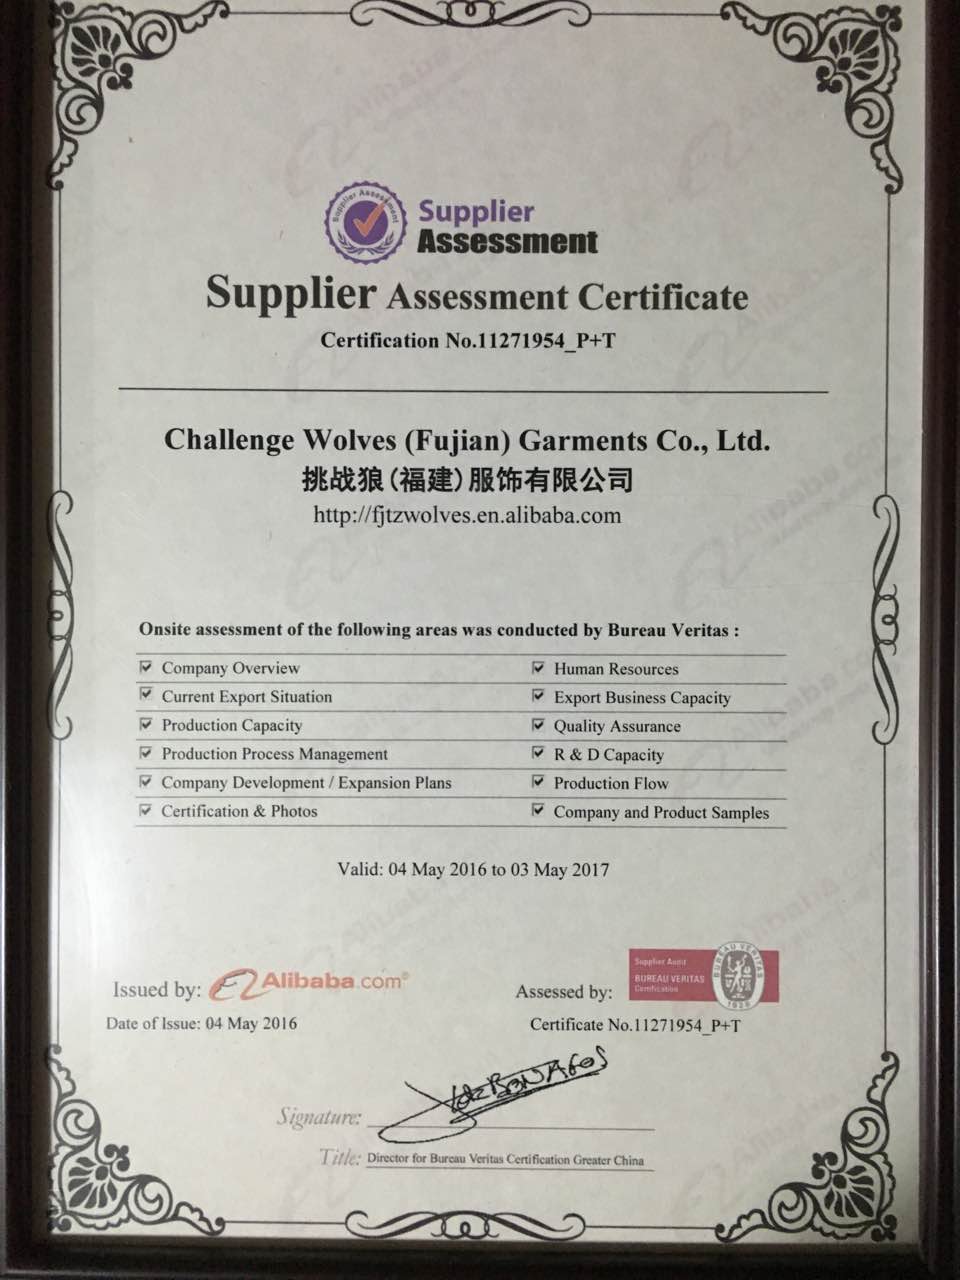 Supplier Assessment
Supplier
Assessment
Supplier Assessment Certificate
Certification No.11271954_P+T
Challenge Wolves (Fujian) Garments Co., Ltd.
挑战狼(福建)服饰有限公司
http://fjtzwolves.en.alibaba.com
Onsite assessment of the following areas was conducted by Bureau Veritas :
Company Overview Human Resources
Current Export Situation Export Business Capacity
Production Capacity Quality Assurance
Production Process Management R & D Capacity
Company Development / Expansion Plans Production Flow
Certification & Photos Company and Product Samples
Valid: 04 May 2016 to 03 May 2017
Issued by: Alibaba.com®
Date of Issue: 04 May 2016
Assessed by:
Supplier Audit
BUREAU VERITAS
Certification
BUREAU VERITAS
1828
Certificate No.11271954_P+T
Signature:
Title: Director for Bureau Veritas Certification Greater China